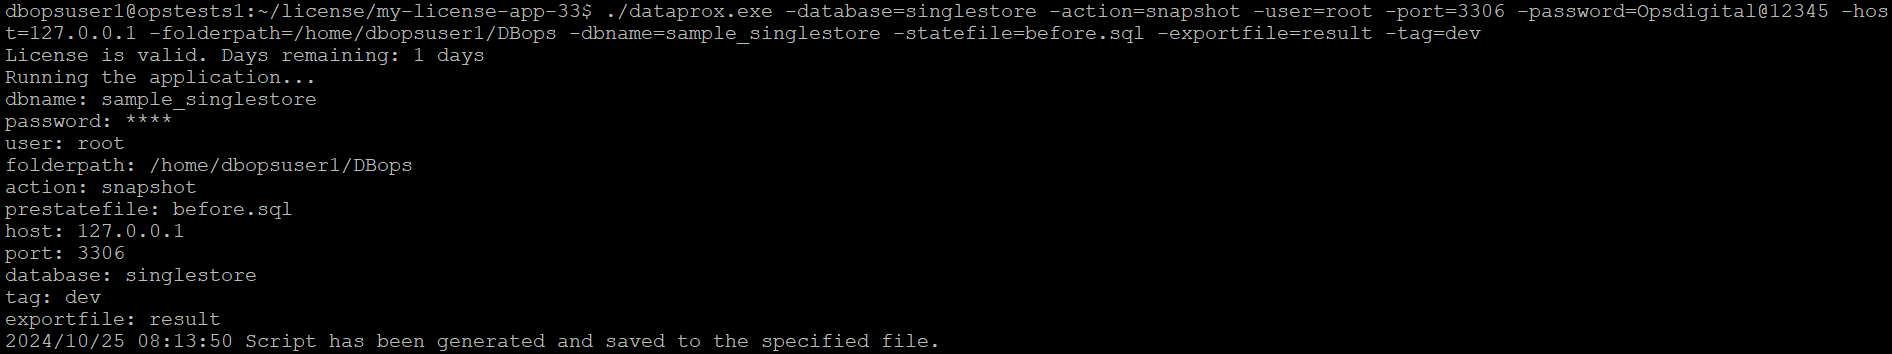 dbopsuser1@opstests1:~/license/my-license-app-33$ ./dataprox.exe -database=singlestore -action=snapshot -user=root -port=3306 -password=Opsdigital@12345 -hos
t=127.0.0.1 -folderpath=/home/dbopsuser1/DBops -dbname=sample_singlestore -statefile=before.sql -exportfile=result -tag=dev
License is valid. Days remaining: 1 days
Running the application...
dbname: sample_singlestore
password: ****
user: root
folderpath: /home/dbopsuser1/DBops
action: snapshot
prestatefile: before.sql
host: 127.0.0.1
port: 3306
database: singlestore
tag: dev
exportfile: result
2024/10/25 08:13:50 Script has been generated and saved to the specified file.